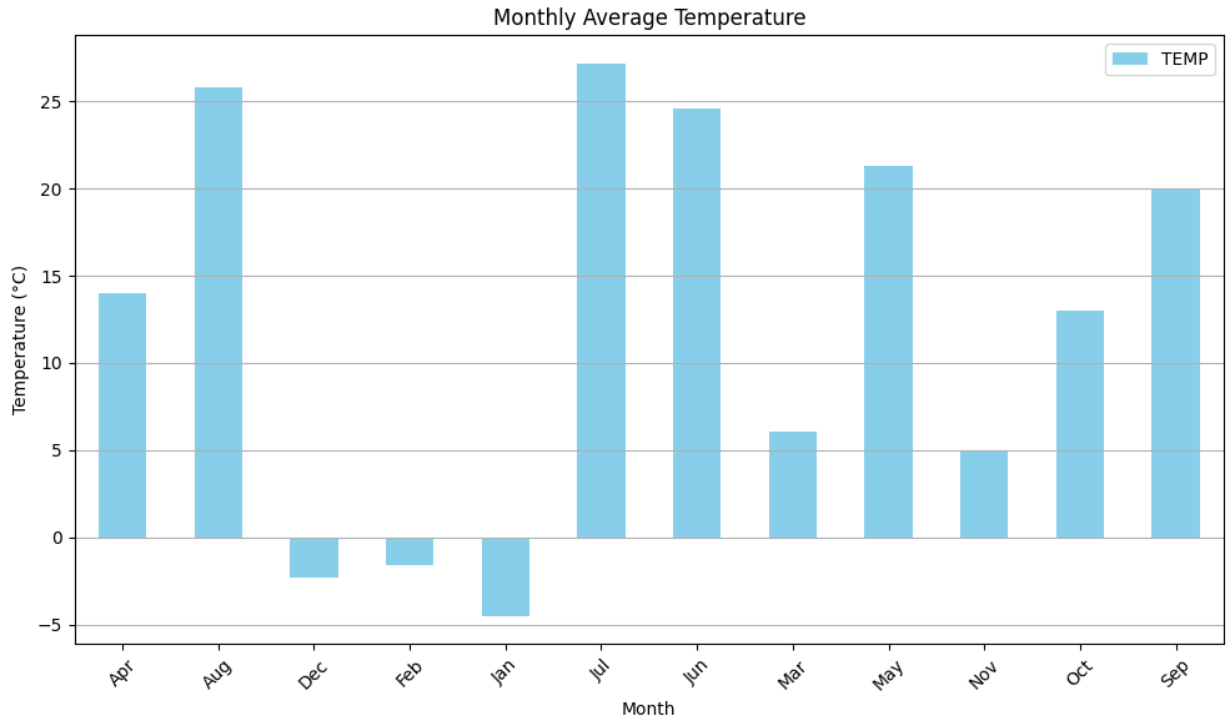 Monthly Average Temperature
TEMP
25
20
15
10
5
0
−5
Temperature (°C)
Apr Aug Dec Feb Jan Jul Jun Mar May Nov Oct Sep
Month